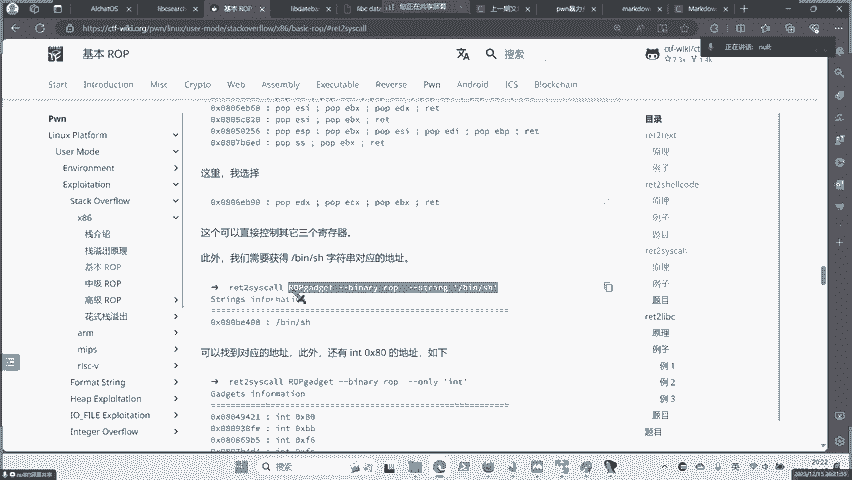 AIchatOS
libcsearch
基本 ROP
libdateb
libc data
您正在共享屏幕
上一期文
pwn暴力
markdow
Markdow
https://ctf-wiki.org/pwn/linux/user-mode/stackoverflow/x86/basic-rop/#ret2syscall
正在讲话: null
基本 ROP
搜索
ctf-wiki/ctf
Start
Introduction
Misc
Crypto
Web
Assembly
Executable
Reverse
Pwn
Android
ICS
Blockchain
Pwn
Linux Platform
User Mode
Environment
Exploitation
Stack Overflow
x86
栈介绍
栈溢出原理
基本 ROP
中级 ROP
高级 ROP
花式栈溢出
arm
mips
risc-v
Format String
Heap Exploitation
IO_FILE Exploitation
Integer Overflow
0x0806eb68 : pop ebx ; pop edx ; ret
0x0805c820 : pop esi ; pop ebx ; ret
0x08050256 : pop esp ; pop ebx ; pop esi ; pop edi ; pop ebp ; ret
0x0807b6ed : pop ss ; pop ebx ; ret
这里，我选择
0x0806eb90 : pop edx ; pop ecx ; pop ebx ; ret
这个可以直接控制其它三个寄存器。
此外，我们需要获得 /bin/sh 字符串对应的地址。
➜ ret2syscall ROPgadget --binary rop --string '/bin/sh'
Strings information
============================================================
0x080be408 : /bin/sh
可以找到对应的地址，此外，还有 int 0x80 的地址，如下
➜ ret2syscall ROPgadget --binary rop --only 'int'
Gadgets information
============================================================
0x08049421 : int 0x80
0x080938fe : int 0xbb
0x080869b5 : int 0xf6
目录
ret2text
原理
例子
ret2shellcode
原理
例子
题目
ret2syscall
原理
例子
题目
ret2libc
原理
例子
例 1
例 2
例 3
题目
题目
搜索
英